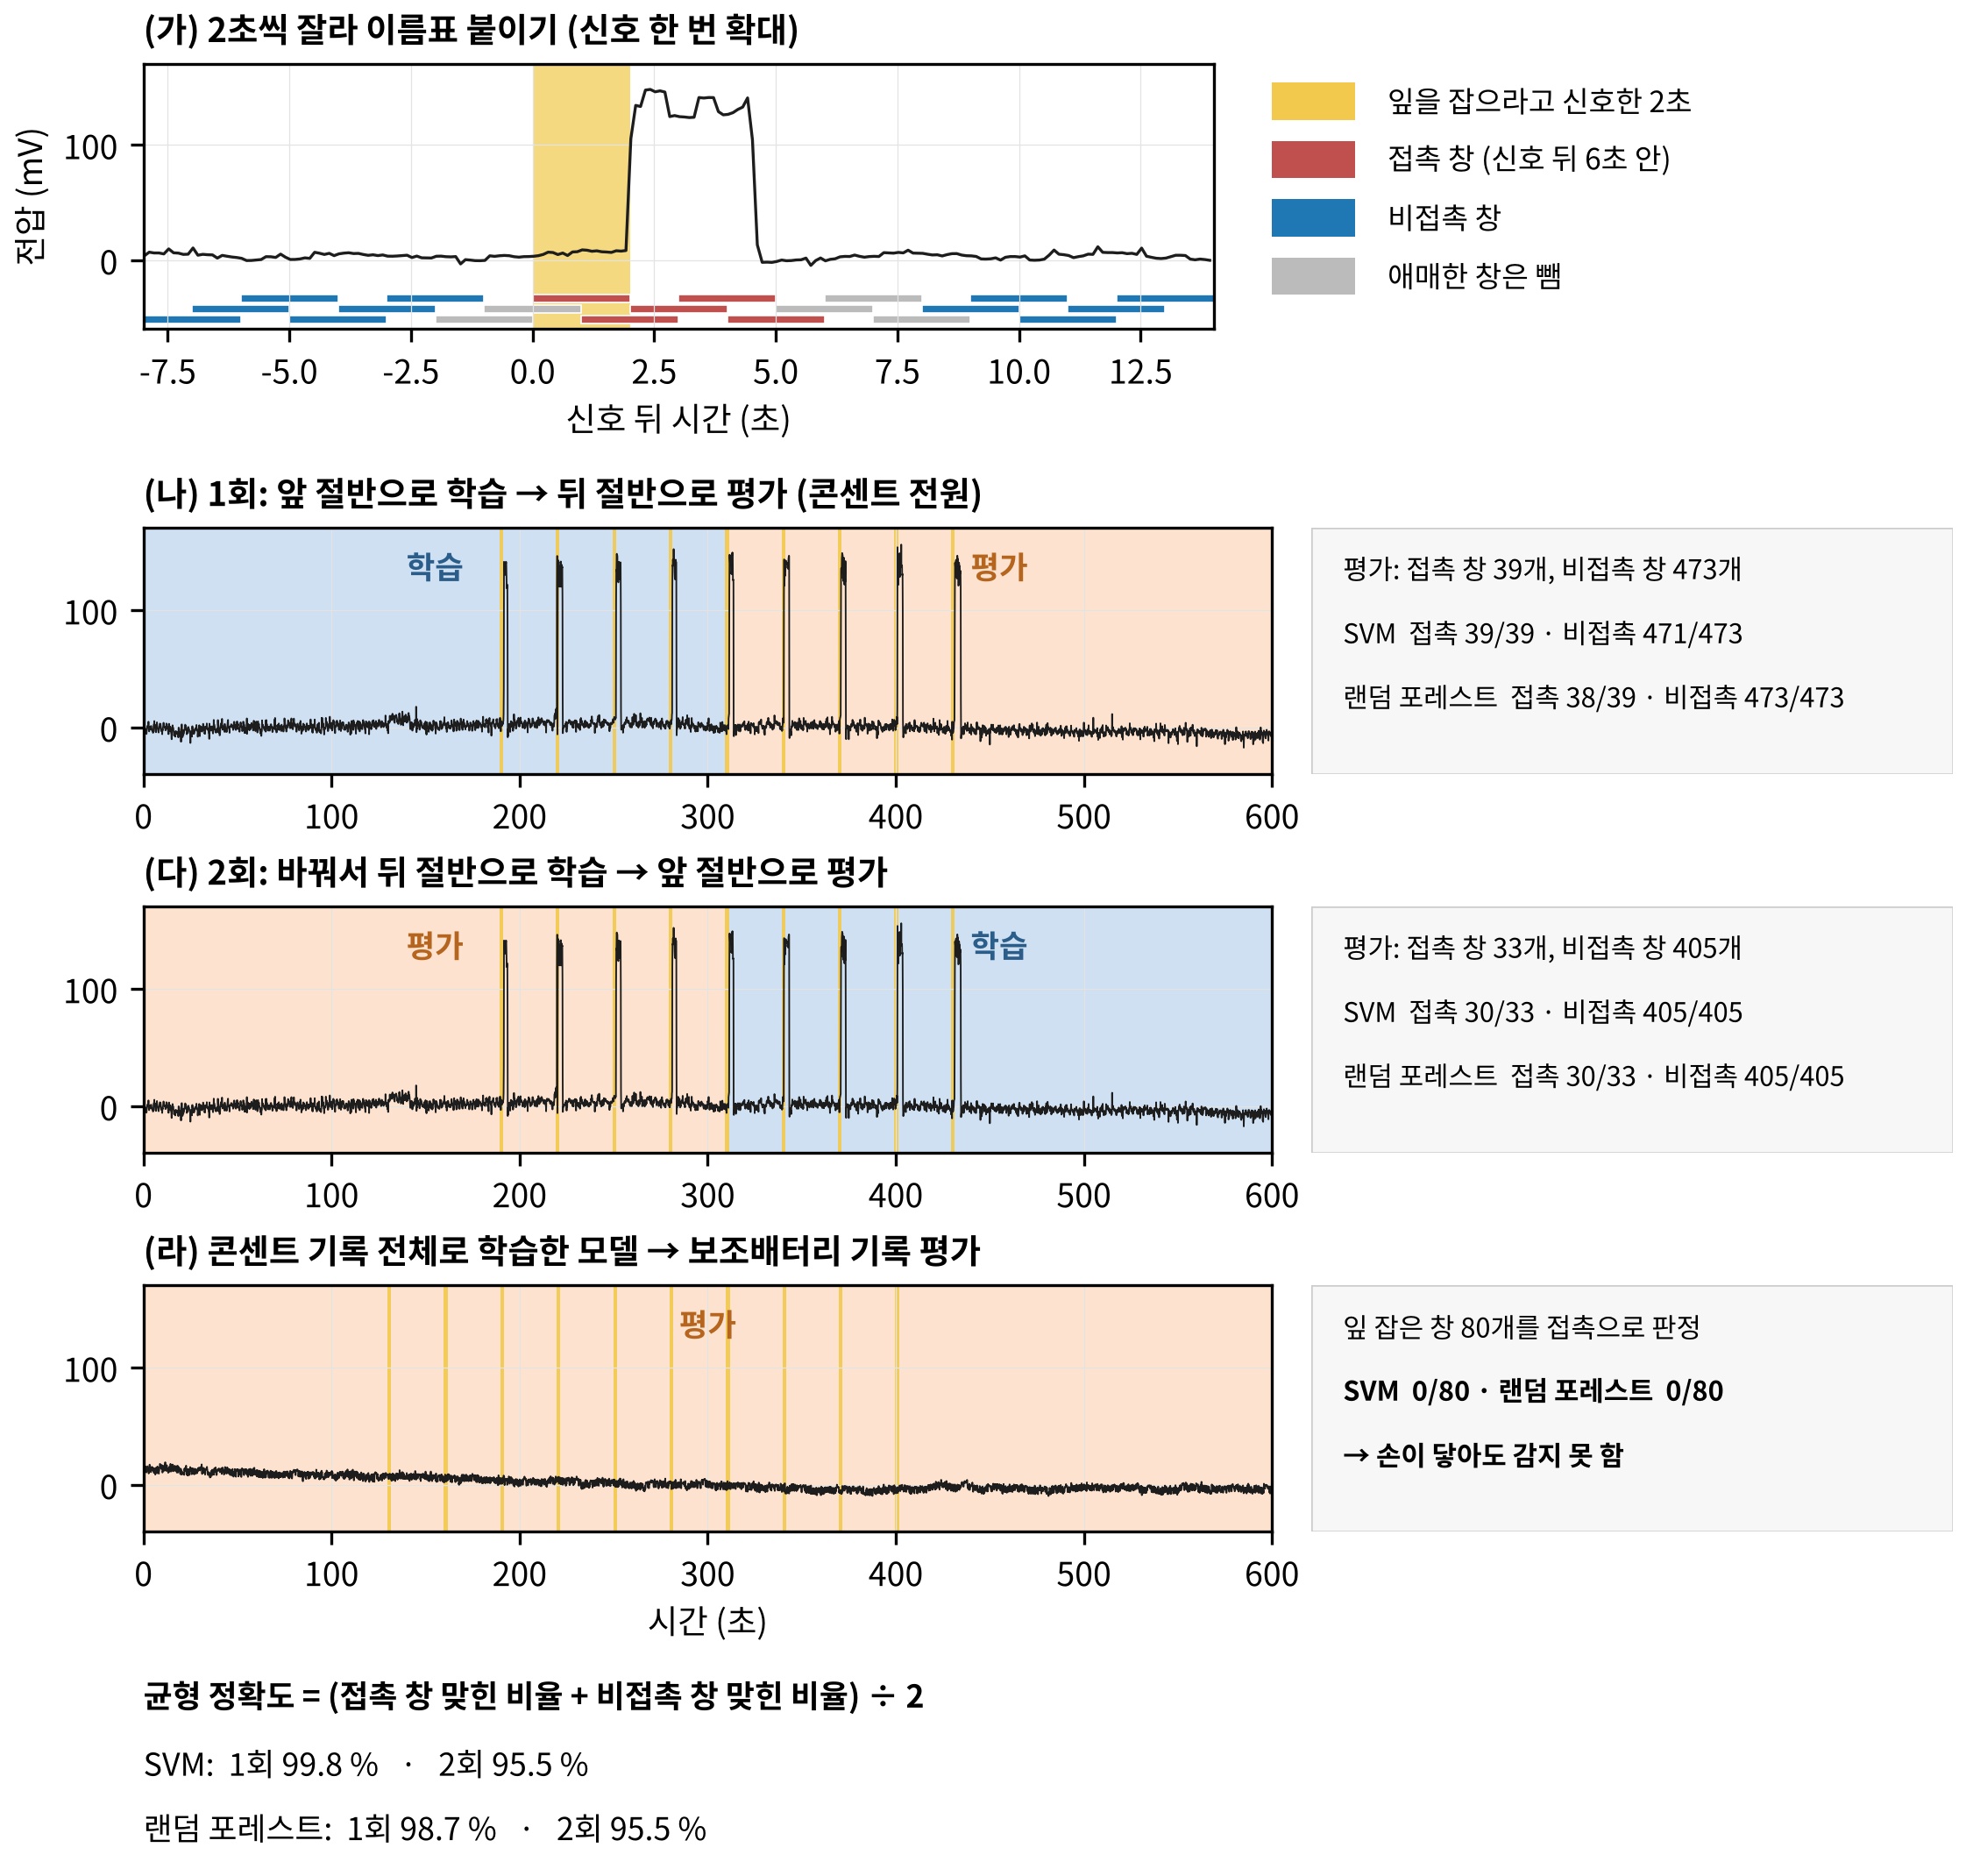 (가) 2초씩 잘라 이름표 붙이기 (신호 한 번 확대)
전압 (mV)
100
0
-7.5 -5.0 -2.5 0.0 2.5 5.0 7.5 10.0 12.5
신호 뒤 시간 (초)
잎을 잡으라고 신호한 2초
접촉 창 (신호 뒤 6초 안)
비접촉 창
애매한 창은 뺌
(나) 1회: 앞 절반으로 학습 → 뒤 절반으로 평가 (콘센트 전원)
학습
평가
100
0
0 100 200 300 400 500 600
평가: 접촉 창 39개, 비접촉 창 473개
SVM 접촉 39/39 · 비접촉 471/473
랜덤 포레스트 접촉 38/39 · 비접촉 473/473
(다) 2회: 바꿔서 뒤 절반으로 학습 → 앞 절반으로 평가
평가
학습
100
0
0 100 200 300 400 500 600
평가: 접촉 창 33개, 비접촉 창 405개
SVM 접촉 30/33 · 비접촉 405/405
랜덤 포레스트 접촉 30/33 · 비접촉 405/405
(라) 콘센트 기록 전체로 학습한 모델 → 보조배터리 기록 평가
평가
100
0
0 100 200 300 400 500 600
시간 (초)
잎 잡은 창 80개를 접촉으로 판정
SVM 0/80 · 랜덤 포레스트 0/80
→ 손이 닿아도 감지 못 함
균형 정확도 = (접촉 창 맞힌 비율 + 비접촉 창 맞힌 비율) ÷ 2
SVM: 1회 99.8 % · 2회 95.5 %
랜덤 포레스트: 1회 98.7 % · 2회 95.5 %